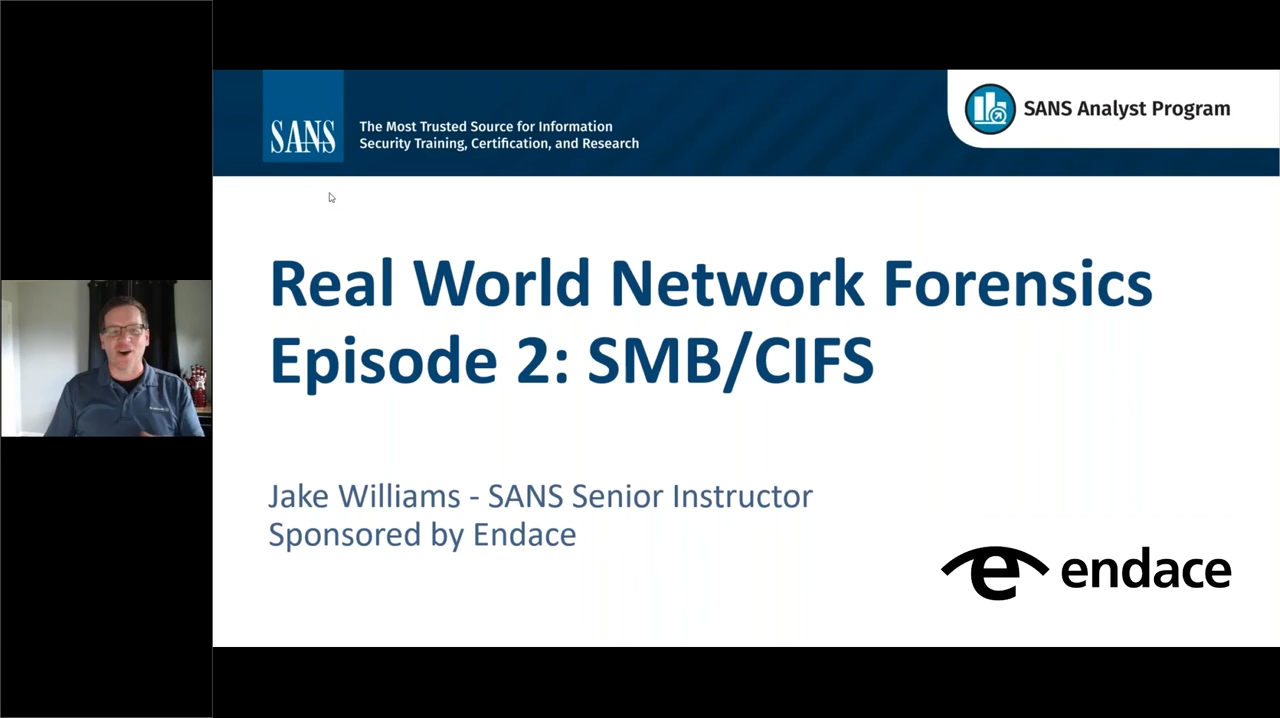 SANS
The Most Trusted Source for Information
Security Training, Certification, and Research
SANS Analyst Program
Real World Network Forensics
Episode 2: SMB/CIFS
Jake Williams - SANS Senior Instructor
Sponsored by Endace
endace